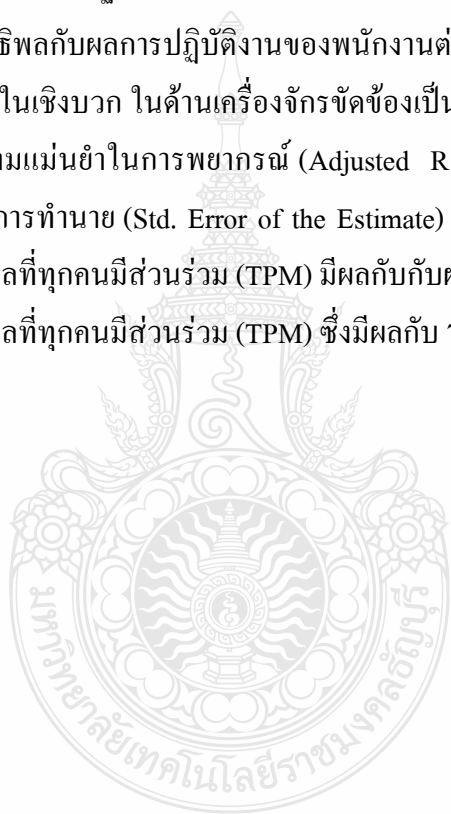 ธิพลกับผลการปฏิบัติงานของพนักงานต่
ในเชิงบวก ในด้านเครื่องจักรขัดข้องเป็น
ามแม่นยำในการพยากรณ์ (Adjusted R
การทำนาย (Std. Error of the Estimate)
ลที่ทุกคนมีส่วนร่วม (TPM) มีผลกับกับผ
ลที่ทุกคนมีส่วนร่วม (TPM) ซึ่งมีผลกับ
มหาวิทยาลัยเทคโนโลยีราชมงคลธัญบุรี